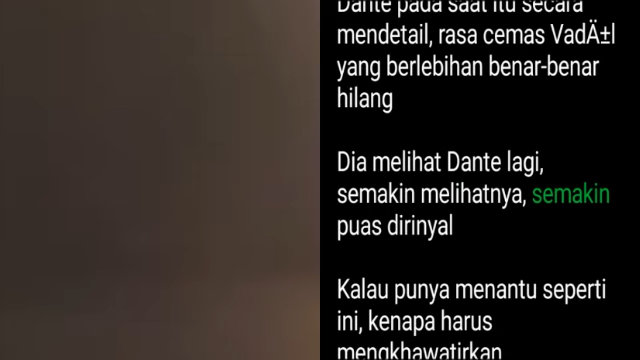 Dante pada saat itu secara
mendetail, rasa cemas VadÄ±l
yang berlebihan benar-benar
hilang
Dia melihat Dante lagi,
semakin melihatnya, semakin
puas dirinyal
Kalau punya menantu seperti
ini, kenapa harus
mengkhawatirkan